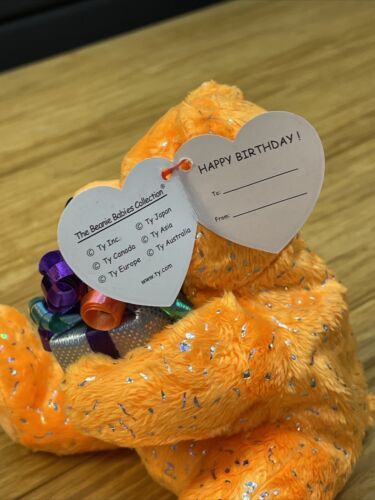 The Beanie Babies Collection®
© Ty Inc. © Ty Japan
© Ty Canada © Ty Asia
© Ty Europe © Ty Australia
www.ty.com
HAPPY BIRTHDAY !
To:
From: